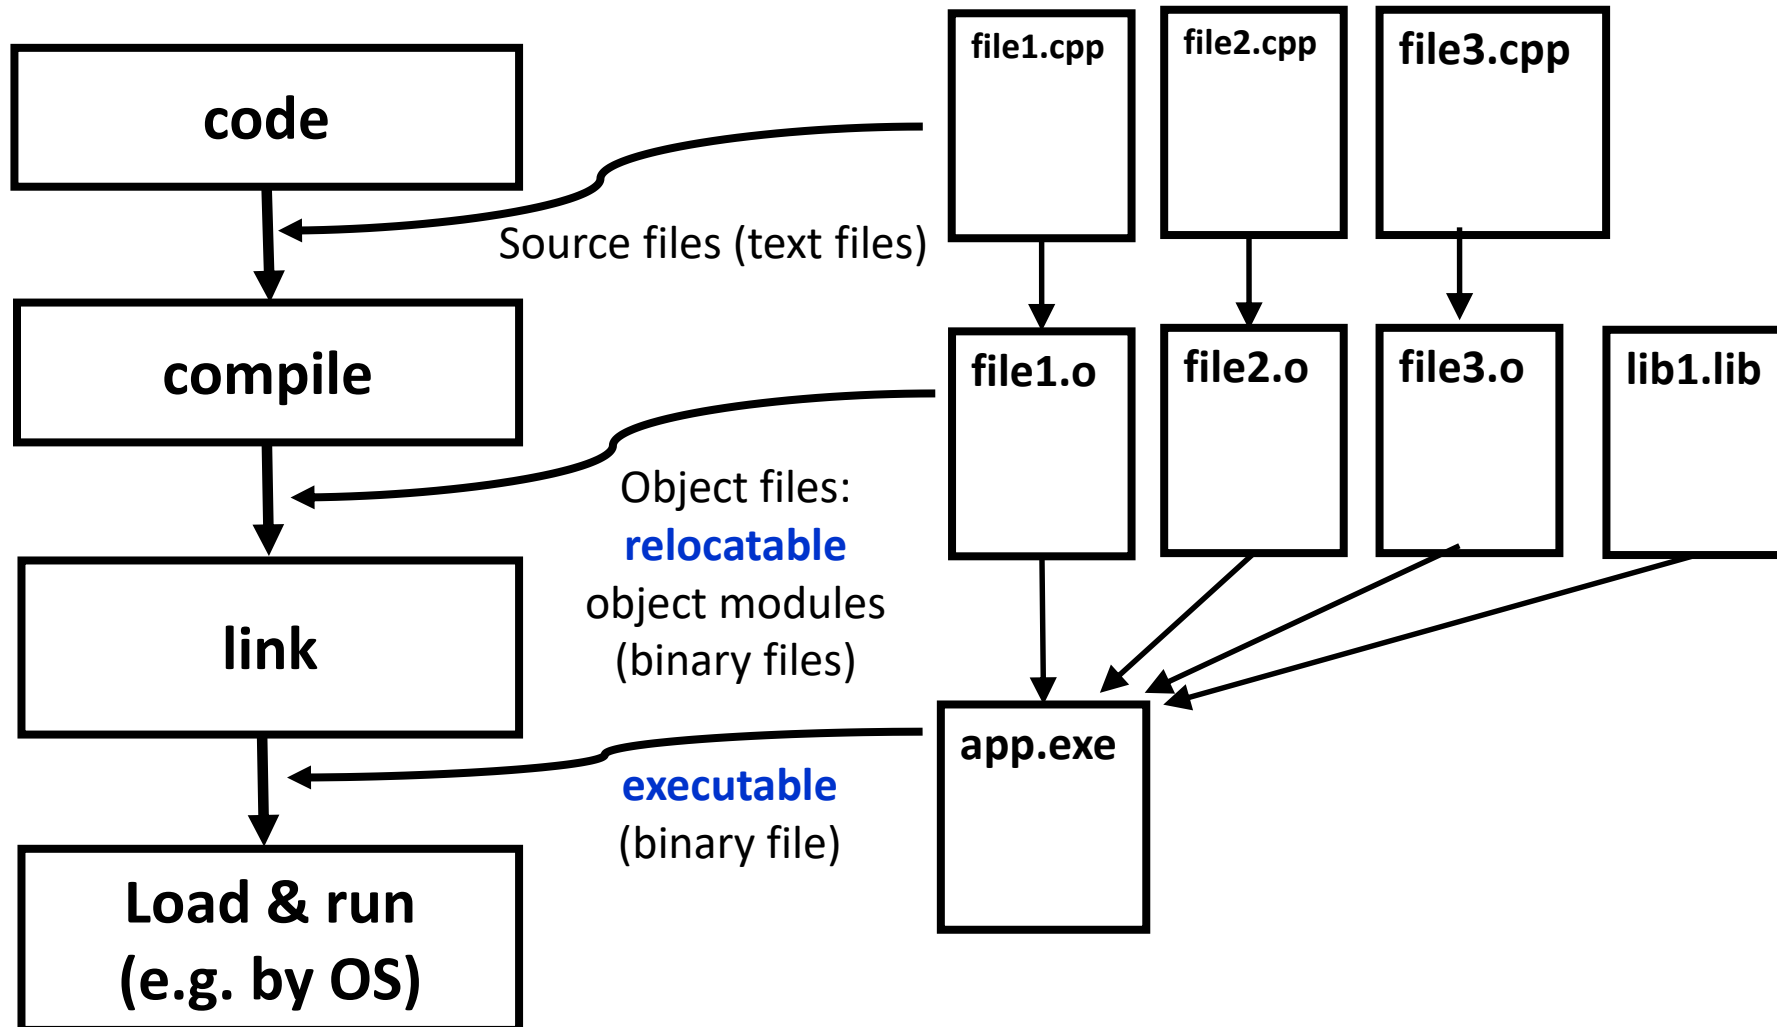 code
file1.cpp
file2.cpp
file3.cpp
Source files (text files)
compile
file1.o
file2.o
file3.o
lib1.lib
Object files:
relocatable
object modules
(binary files)
link
app.exe
executable
(binary file)
Load & run
(e.g. by OS)